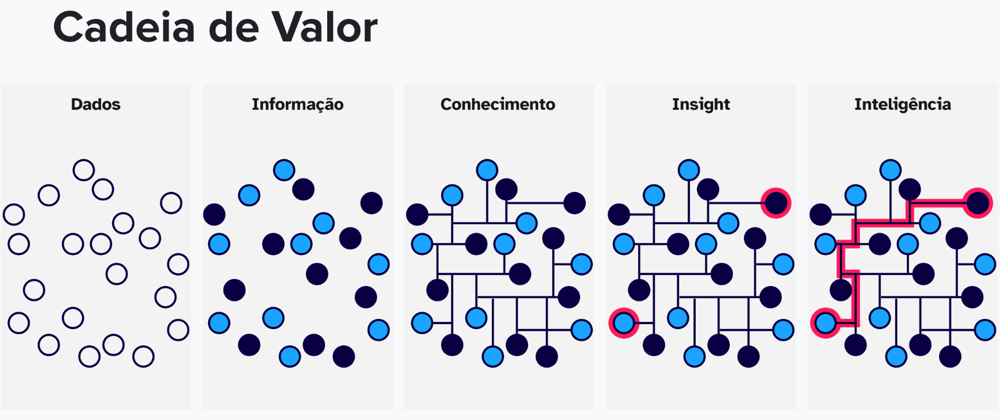 Cadeia de Valor
Dados
Informação
Conhecimento
Insight
Inteligência